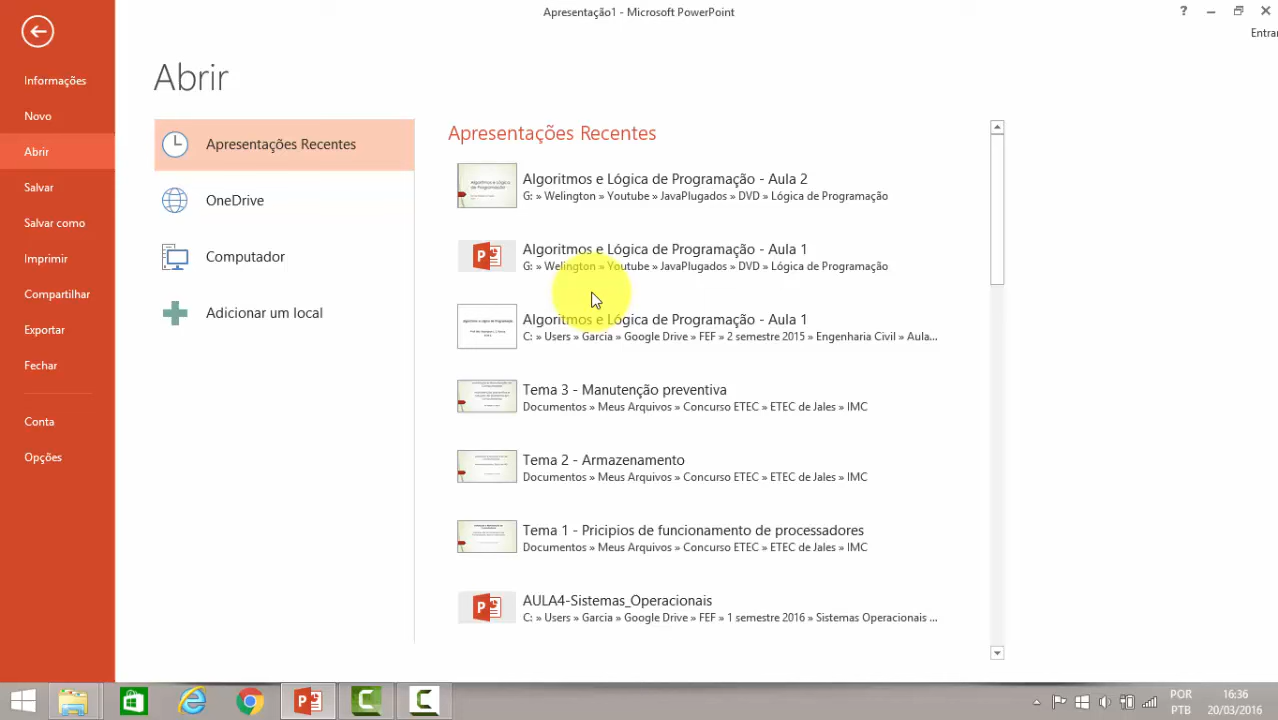 Apresentação1 - Microsoft PowerPoint
?
Entrar
Informações
Novo
Abrir
Salvar
Salvar como
Imprimir
Compartilhar
Exportar
Fechar
Conta
Opções
Abrir
Apresentações Recentes
OneDrive
Computador
Adicionar um local
Apresentações Recentes
Algoritmos e Lógica de Programação - Aula 2
G: » Welington » Youtube » JavaPlugados » DVD » Lógica de Programação
Algoritmos e Lógica de Programação - Aula 1
G: » Welington » Youtube » JavaPlugados » DVD » Lógica de Programação
Algoritmos e Lógica de Programação - Aula 1
C: » Users » Garcia » Google Drive » FEF » 2 semestre 2015 » Engenharia Civil » Aula...
Tema 3 - Manutenção preventiva
Documentos » Meus Arquivos » Concurso ETEC » ETEC de Jales » IMC
Tema 2 - Armazenamento
Documentos » Meus Arquivos » Concurso ETEC » ETEC de Jales » IMC
Tema 1 - Pricipios de funcionamento de processadores
Documentos » Meus Arquivos » Concurso ETEC » ETEC de Jales » IMC
AULA4-Sistemas_Operacionais
C: » Users » Garcia » Google Drive » FEF » 1 semestre 2016 » Sistemas Operacionais ...
POR
PTB
16:36
20/03/2016